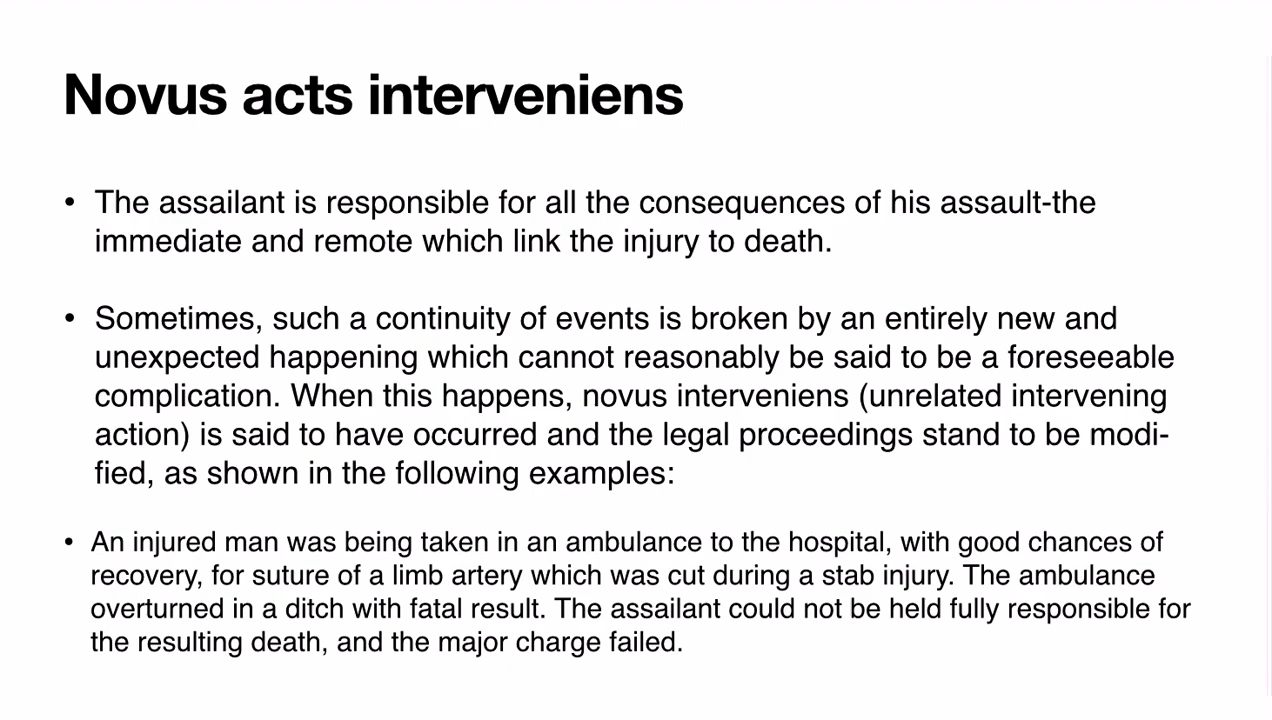 Novus acts interveniens
• The assailant is responsible for all the consequences of his assault-the
immediate and remote which link the injury to death.
• Sometimes, such a continuity of events is broken by an entirely new and
unexpected happening which cannot reasonably be said to be a foreseeable
complication. When this happens, novus interveniens (unrelated intervening
action) is said to have occurred and the legal proceedings stand to be modi-
fied, as shown in the following examples:
• An injured man was being taken in an ambulance to the hospital, with good chances of
recovery, for suture of a limb artery which was cut during a stab injury. The ambulance
overturned in a ditch with fatal result. The assailant could not be held fully responsible for
the resulting death, and the major charge failed.